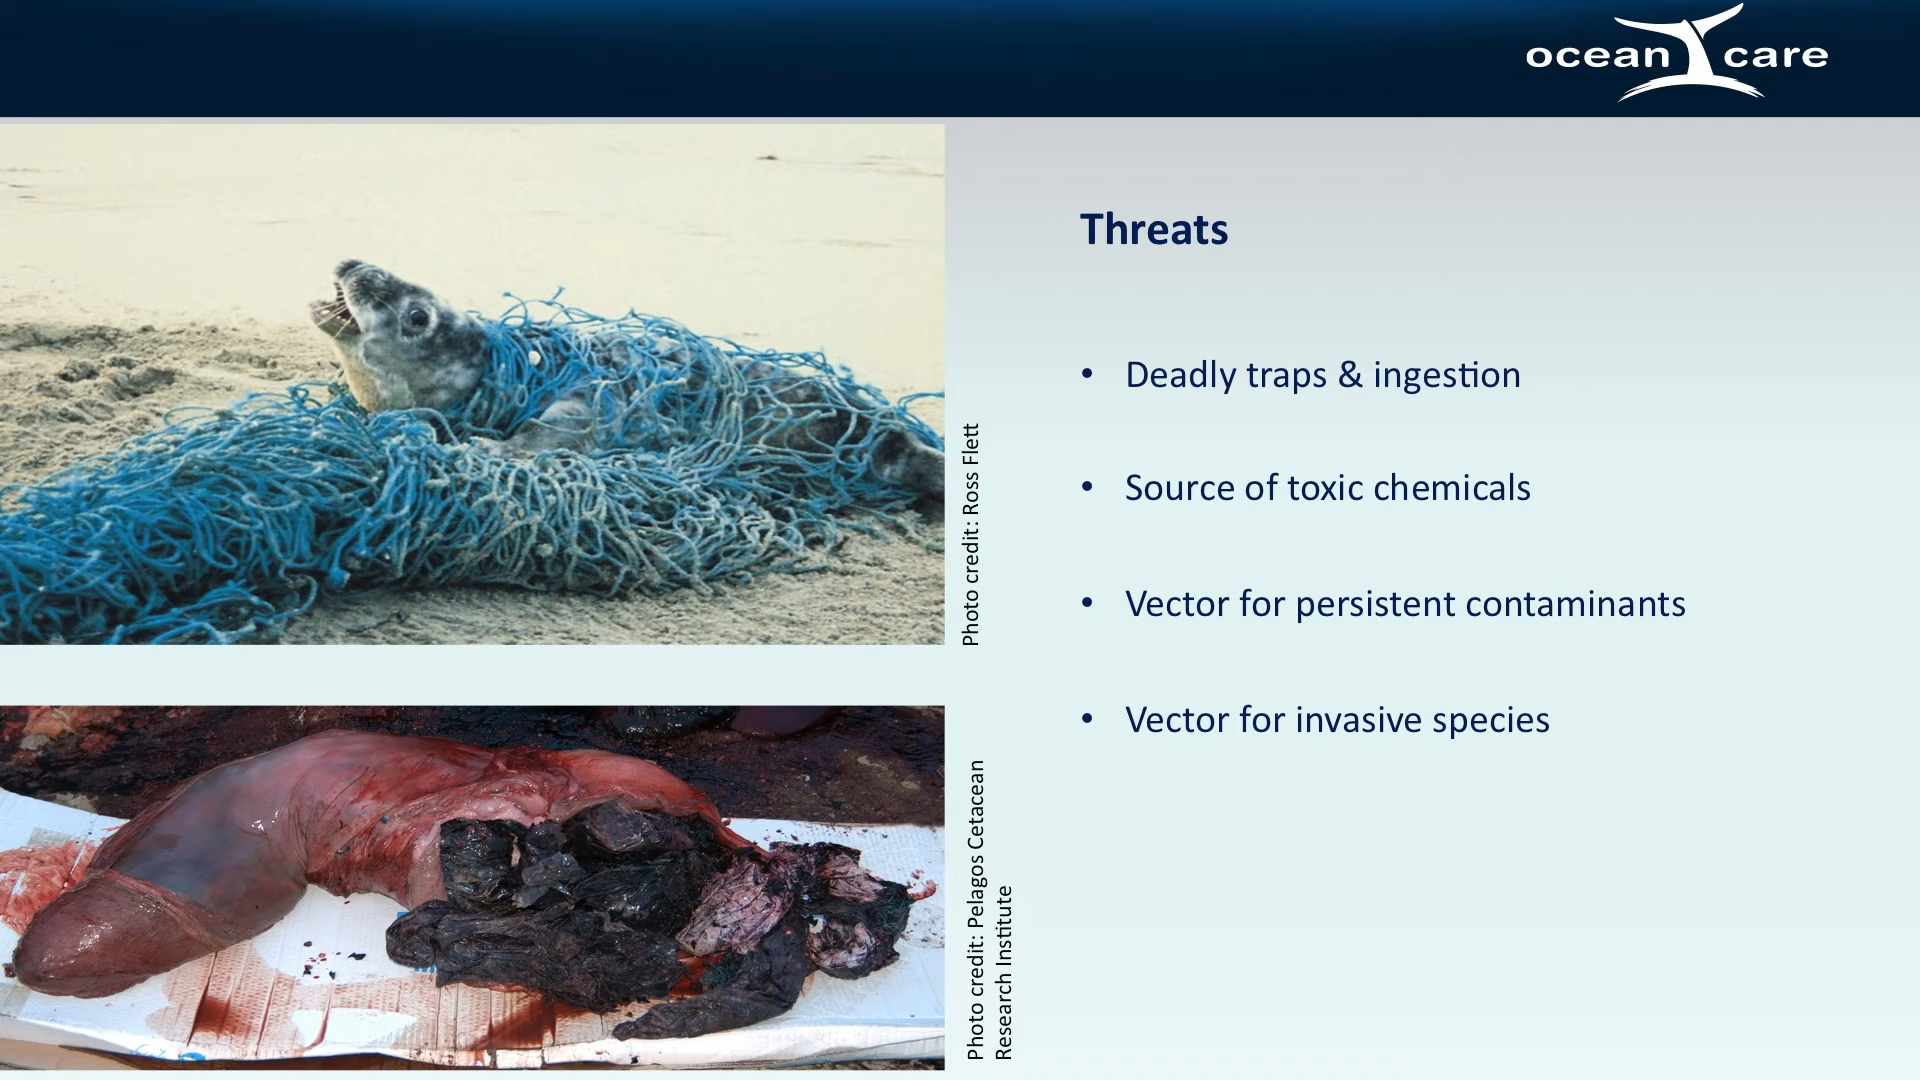 ocean care
Threats
• Deadly traps & ingestion
• Source of toxic chemicals
• Vector for persistent contaminants
• Vector for invasive species
Photo credit: Ross Flett
Photo credit: Pelagos Cetacean
Research Institute